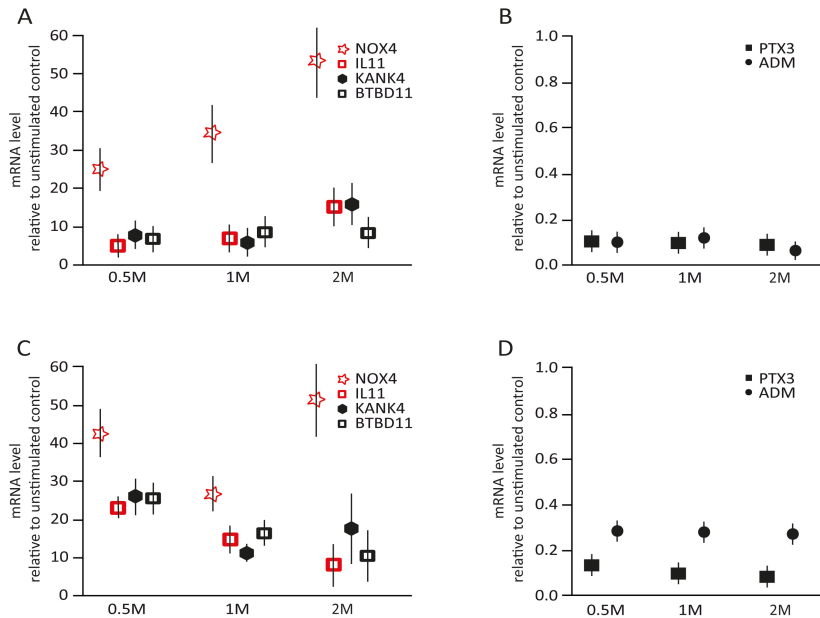 A
mRNA level
relative to unstimulated control
60
50
40
30
20
10
0
0.5M
1M
2M
NOX4
IL11
KANK4
BTBD11
B
mRNA level
relative to unstimulated control
1.0
0.8
0.6
0.4
0.2
0.0
0.5M
1M
2M
PTX3
ADM
C
mRNA level
relative to unstimulated control
60
50
40
30
20
10
0
0.5M
1M
2M
NOX4
IL11
KANK4
BTBD11
D
mRNA level
relative to unstimulated control
1.0
0.8
0.6
0.4
0.2
0.0
0.5M
1M
2M
PTX3
ADM